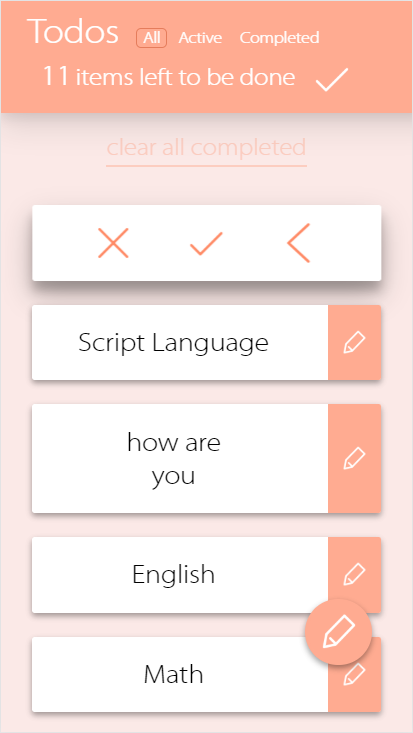 Todos All Active Completed
11 items left to be done
clear all completed
Script Language
how are
you
English
Math